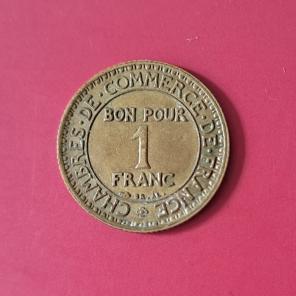 CHAMBRES·DE·COMMERCE·DE·FRANCE
BON POUR
1
FRANC